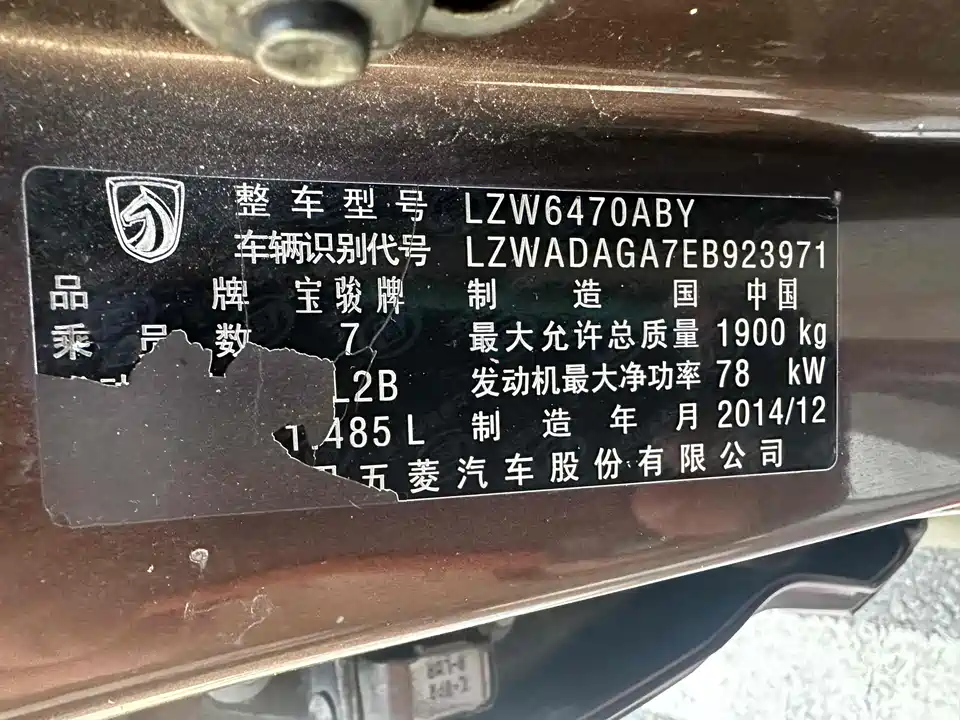 整车型号 LZW6470ABY
车辆识别代号 LZWADAGA7EB923971
品牌 宝骏牌 制造国 中国
乘员数 7 最大允许总质量 1900 kg
L2B 发动机最大净功率 78 kW
1.485 L 制造年月 2014/12
五菱汽车股份有限公司